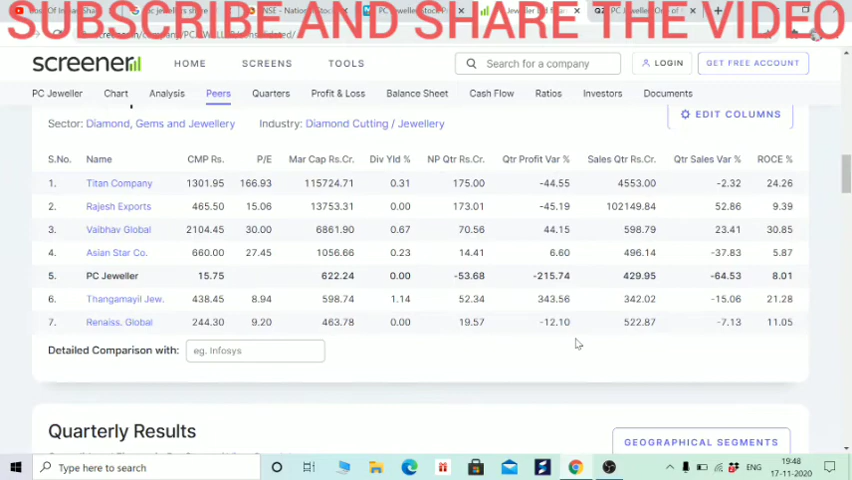 SUBSCRIBE AND SHARE THE VIDEO
screener
HOME SCREENS TOOLS Search for a company LOGIN GET FREE ACCOUNT
PC Jeweller Chart Analysis Peers Quarters Profit & Loss Balance Sheet Cash Flow Ratios Investors Documents
Sector: Diamond, Gems and Jewellery Industry: Diamond Cutting / Jewellery EDIT COLUMNS
S.No. Name CMP Rs. P/E Mar Cap Rs.Cr. Div Yld % NP Qtr Rs.Cr. Qtr Profit Var % Sales Qtr Rs.Cr. Qtr Sales Var % ROCE %
1. Titan Company 1301.95 166.93 115724.71 0.31 175.00 -44.55 4553.00 -2.32 24.26
2. Rajesh Exports 465.50 15.06 13753.31 0.00 173.01 -45.19 102149.84 52.86 9.39
3. Vaibhav Global 2104.45 30.00 6861.90 0.67 70.56 44.15 598.79 23.41 30.85
4. Asian Star Co. 660.00 27.45 1056.66 0.23 14.41 6.60 496.14 -37.83 5.87
5. PC Jeweller 15.75 622.24 0.00 -53.68 -215.74 429.95 -64.53 8.01
6. Thangamayil Jew. 438.45 8.94 598.74 1.14 52.34 343.56 342.02 -15.06 21.28
7. Renaiss. Global 244.30 9.20 463.78 0.00 19.57 -12.10 522.87 -7.13 11.05
Detailed Comparison with: eg. Infosys
Quarterly Results
GEOGRAPHICAL SEGMENTS
Type here to search
ENG
19:48
17-11-2020